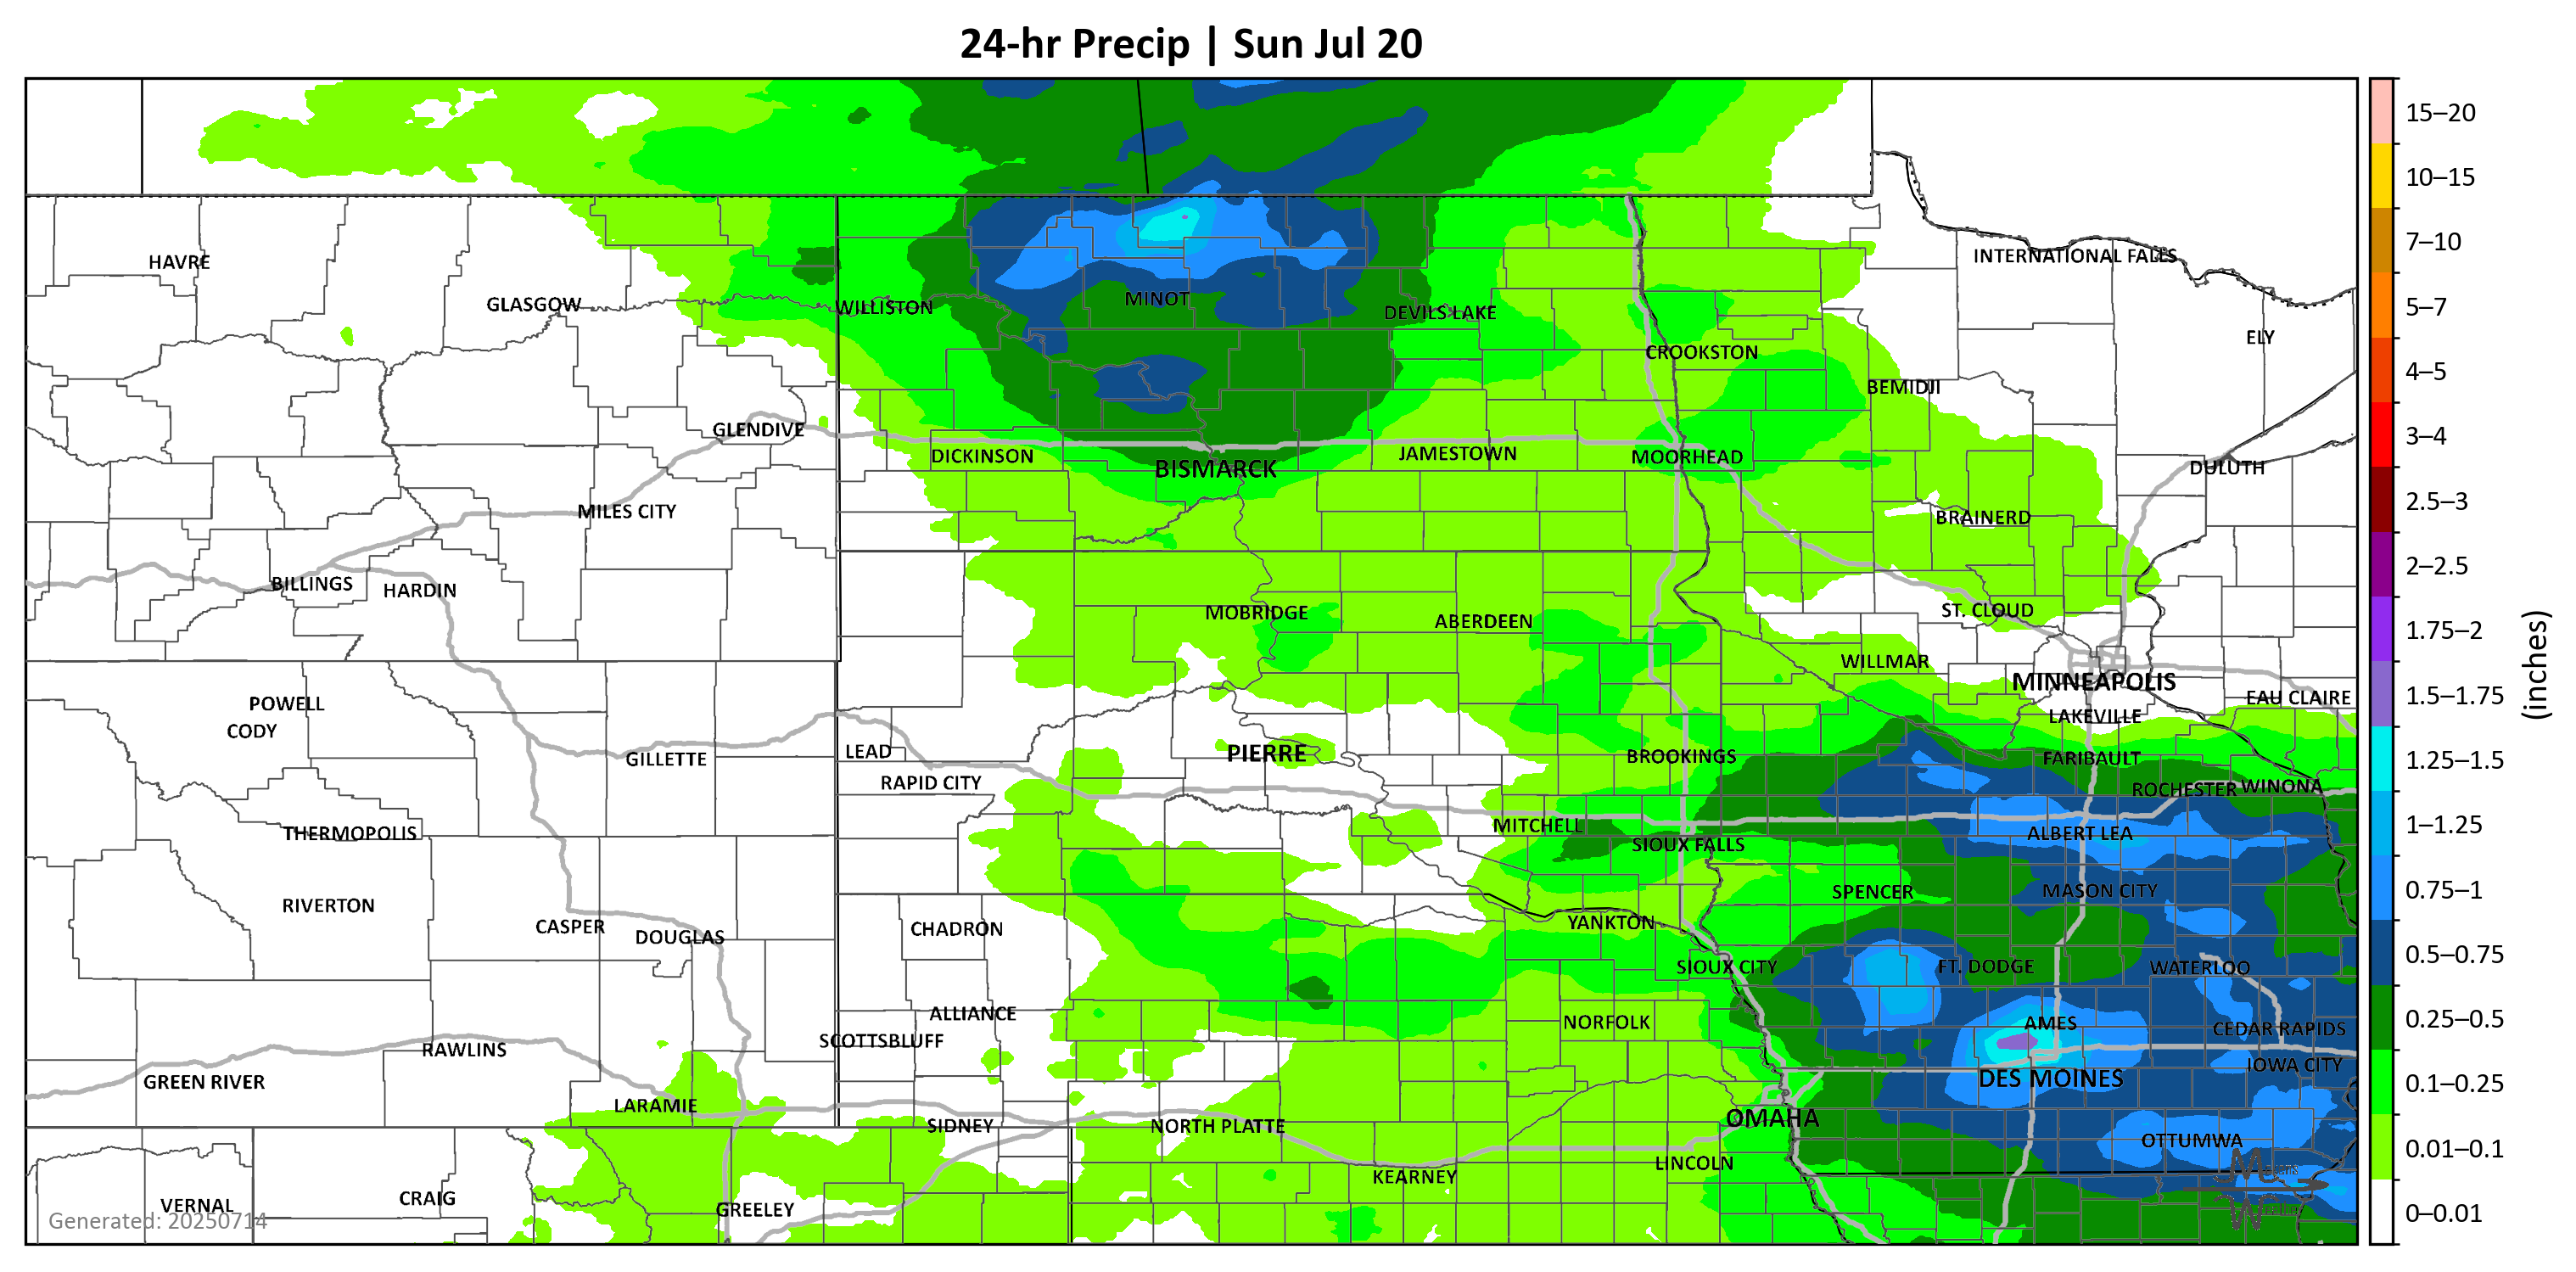 24-hr Precip | Sun Jul 20
15–20
10–15
INTERNATIONAL FALLS
7–10
HAVRE
MINOT
GLASGOW
WILLISTON
5–7
DEVILS LAKE
ELY
CROOKSTON
4–5
BEMIDJI
GLENDIVE
3–4
DICKINSON
JAMESTOWN
MOORHEAD
BISMARCK
DULUTH
2.5–3
MILES CITY
BRAINERD
2–2.5
BILLINGS
HARDIN
MOBRIDGE
ST. CLOUD
ABERDEEN
1.75–2
WILLMAR
(inches)
MINNEAPOLIS
1.5–1.75
EAU CLAIRE
POWELL
LAKEVILLE
CODY
LEAD
PIERRE
BROOKINGS
FARIBAULT
GILLETTE
1.25–1.5
RAPID CITY
ROCHESTER
WINONA
THERMOPOLIS
MITCHELL
ALBERT LEA
1–1.25
SIOUX FALLS
SPENCER
MASON CITY
0.75–1
RIVERTON
CASPER
DOUGLAS
CHADRON
YANKTON
SIOUX CITY
FT. DODGE
WATERLOO
0.5–0.75
ALLIANCE
NORFOLK
AMES
0.25–0.5
CEDAR RAPIDS
SCOTTSBLUFF
RAWLINS
IOWA CITY
GREEN RIVER
DES MOINES
0.1–0.25
LARAMIE
OMAHA
SIDNEY
NORTH PLATTE
OTTUMWA
0.01–0.1
LINCOLN
KEARNEY
CRAIG
VERNAL
GREELEY
Generated: 20250714
0–0.01